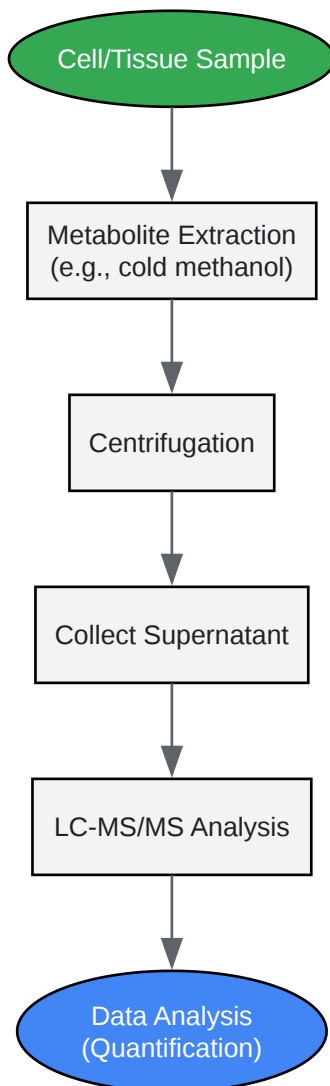 Cell/Tissue Sample
Metabolite Extraction
(e.g., cold methanol)
Centrifugation
Collect Supernatant
LC-MS/MS Analysis
Data Analysis
(Quantification)